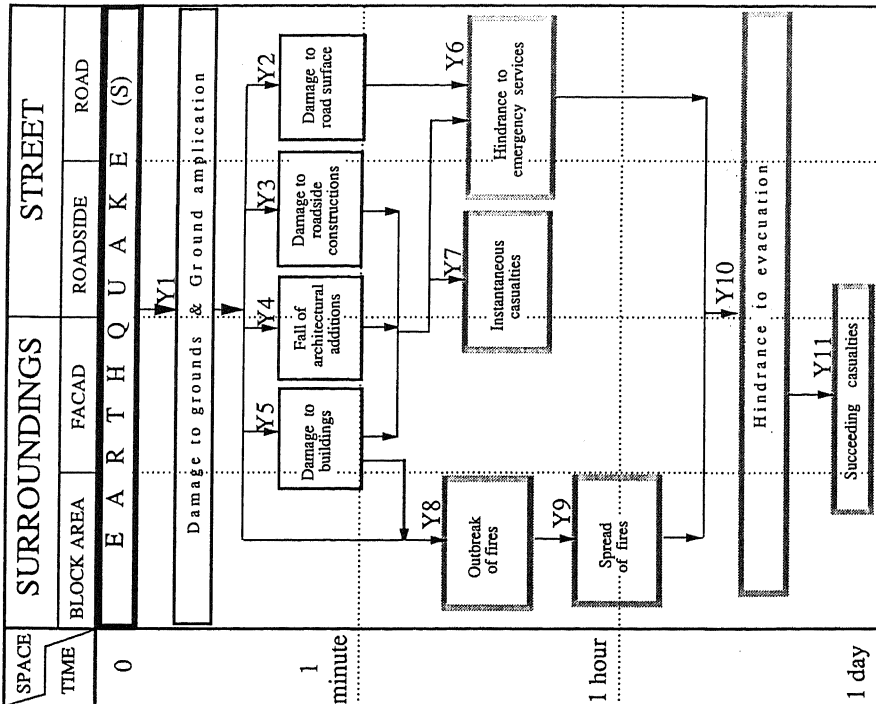 SPACE
TIME
SURROUNDINGS
STREET
BLOCK AREA
FACAD
ROADSIDE
ROAD
0
E A R T H Q U A K E (S)
Y1
Damage to grounds & Ground application
1
minute
Y5
Y4
Y3
Y2
Damage to
buildings
Fall of
architectural
additions
Damage to
roadside
constructions
Damage to
road surface
Y8
Y7
Y6
Outbreak
of fires
Instantaneous
casualties
Hindrance to
emergency services
Y9
Spread
of fires
1 hour
Y10
Hindrance to evacuation
Y11
Succeeding casualties
1 day